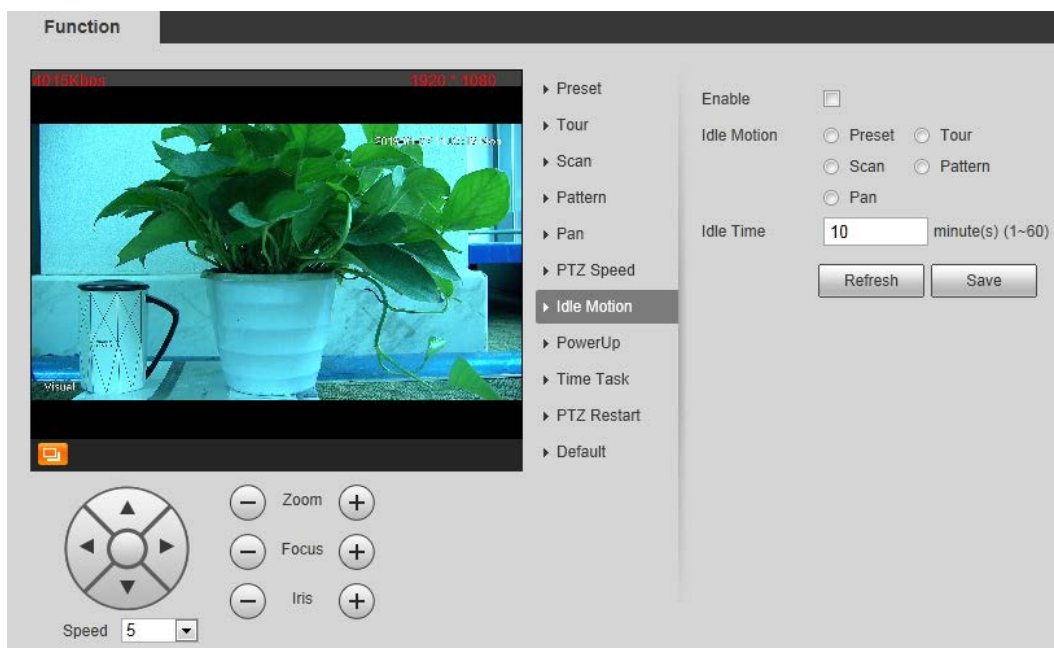 Function
4015Kbps 1920 * 1080
Visual
Preset
Tour
Scan
Pattern
Pan
PTZ Speed
Idle Motion
PowerUp
Time Task
PTZ Restart
Default
Enable
Idle Motion Preset Tour
Scan Pattern
Pan
Idle Time 10 minute(s) (1~60)
Refresh Save
Zoom
Focus
Iris
Speed 5